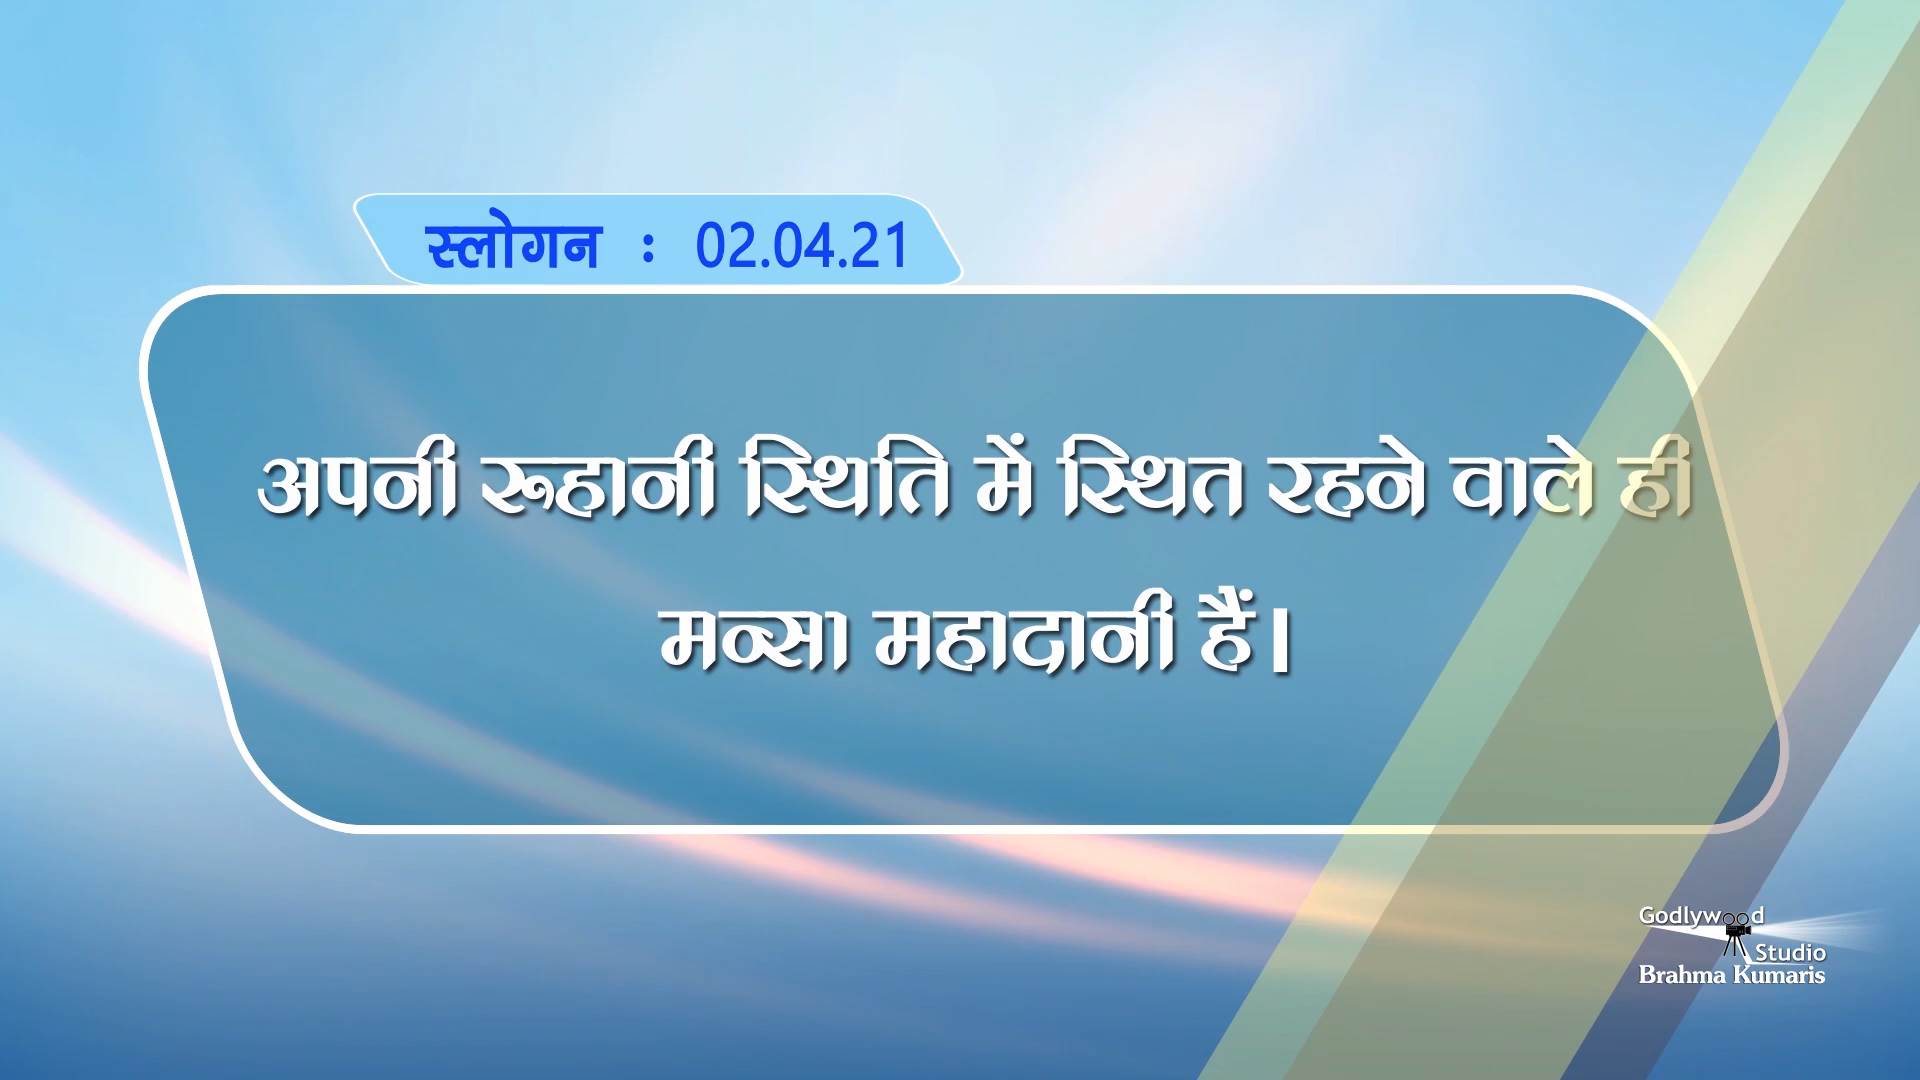 स्लोगन : 02.04.21
अपनी रूहानी स्थिति में स्थित रहने वाले ही
मन्सा महादानी हैं।
Godlywood
Studio
Brahma Kumaris